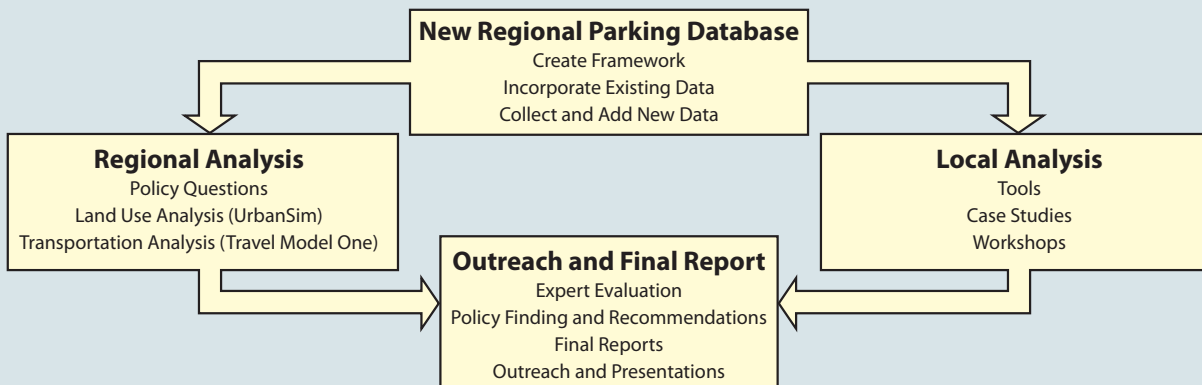 New Regional Parking Database
Create Framework
Incorporate Existing Data
Collect and Add New Data
Regional Analysis
Policy Questions
Land Use Analysis (UrbanSim)
Transportation Analysis (Travel Model One)
Local Analysis
Tools
Case Studies
Workshops
Outreach and Final Report
Expert Evaluation
Policy Finding and Recommendations
Final Reports
Outreach and Presentations